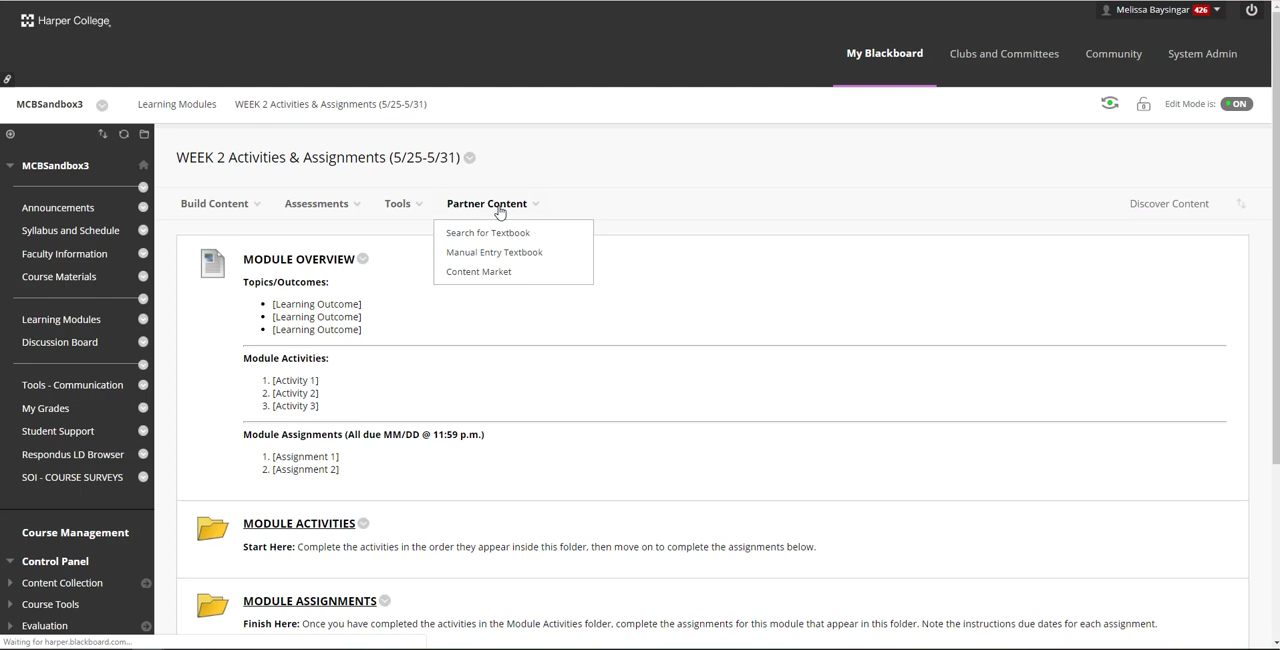 Harper College
Melissa Baysingar 426
My Blackboard Clubs and Committees Community System Admin
MCBSandbox3 Learning Modules WEEK 2 Activities & Assignments (5/25-5/31) Edit Mode is: ON
MCBSandbox3
Announcements
Syllabus and Schedule
Faculty Information
Course Materials
Learning Modules
Discussion Board
Tools - Communication
My Grades
Student Support
Respondus LD Browser
SOI - COURSE SURVEYS
Course Management
Control Panel
Content Collection
Course Tools
Evaluation
Waiting for harper.blackboard.com...
WEEK 2 Activities & Assignments (5/25-5/31)
Build Content Assessments Tools Partner Content Discover Content
Search for Textbook
Manual Entry Textbook
Content Market
MODULE OVERVIEW
Topics/Outcomes:
• [Learning Outcome]
• [Learning Outcome]
• [Learning Outcome]
Module Activities:
1. [Activity 1]
2. [Activity 2]
3. [Activity 3]
Module Assignments (All due MM/DD @ 11:59 p.m.)
1. [Assignment 1]
2. [Assignment 2]
MODULE ACTIVITIES
Start Here: Complete the activities in the order they appear inside this folder, then move on to complete the assignments below.
MODULE ASSIGNMENTS
Finish Here: Once you have completed the activities in the Module Activities folder, complete the assignments for this module that appear in this folder. Note the instructions due dates for each assignment.